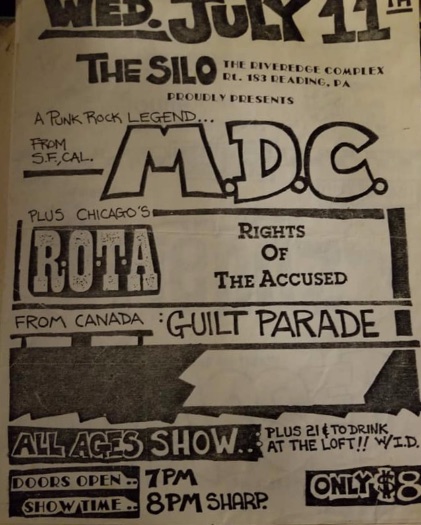 WED. JULY 11TH
THE SILO
THE RIVEREDGE COMPLEX
RT. 183 READING, PA
PROUDLY PRESENTS
A PUNK ROCK LEGEND...
FROM
S.F., CAL.
M.D.C.
PLUS CHICAGO'S
R.O.T.A
RIGHTS
OF
THE ACCUSED
FROM CANADA : GUILT PARADE
ALL AGES SHOW...
PLUS 21 & TO DRINK
AT THE LOFT!! W/I.D.
DOORS OPEN.. 7PM
SHOW TIME.. 8PM SHARP.
ONLY $8